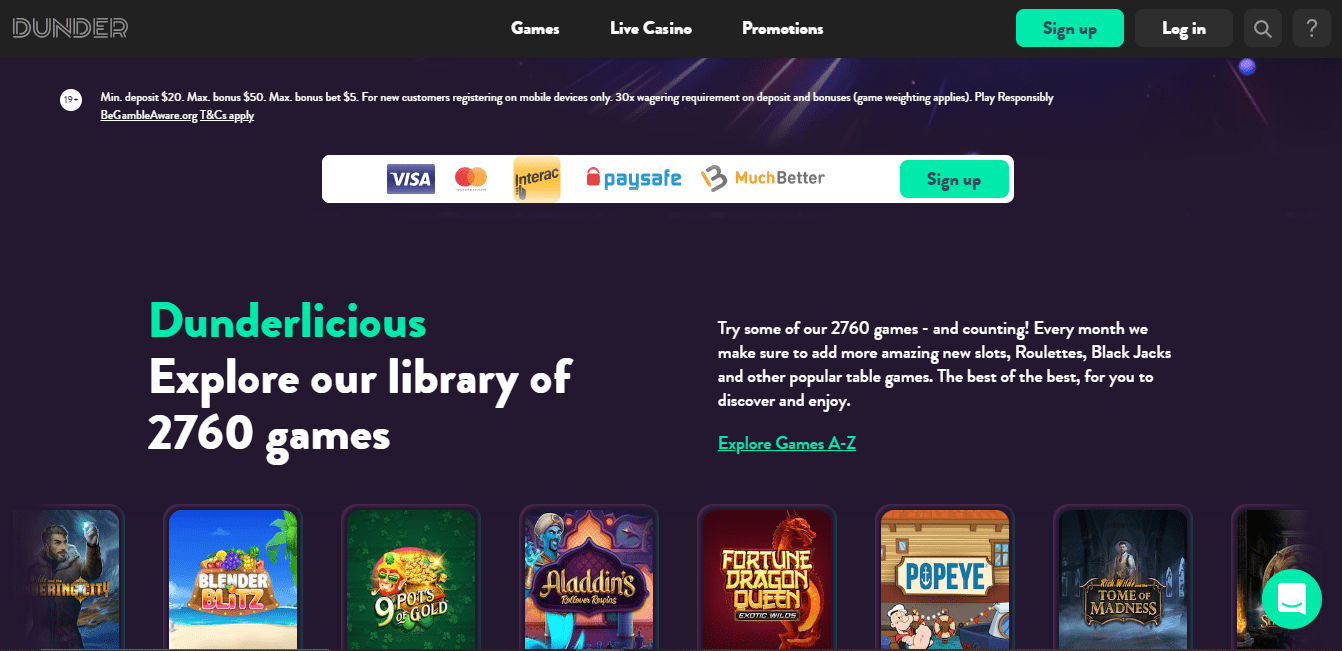 DUNDER
Games
Live Casino
Promotions
Sign up
Log in
?
19+
Min. deposit $20. Max. bonus $50. Max. bonus bet $5. For new customers registering on mobile devices only. 30x wagering requirement on deposit and bonuses (game weighting applies). Play Responsibly
BeGambleAware.org T&Cs apply
VISA
Interac
paysafe
MuchBetter
Sign up
Dunderlicious
Explore our library of
2760 games
Try some of our 2760 games - and counting! Every month we
make sure to add more amazing new slots, Roulettes, Black Jacks
and other popular table games. The best of the best, for you to
discover and enjoy.
Explore Games A-Z
BLENDER
BLITZ
9 POTS
OF GOLD
Aladdin's
Rollover Respins
FORTUNE
DRAGON
QUEEN
EXOTIC WILDS
POPEYE
Rich Wilde and the
TOME OF
MADNESS